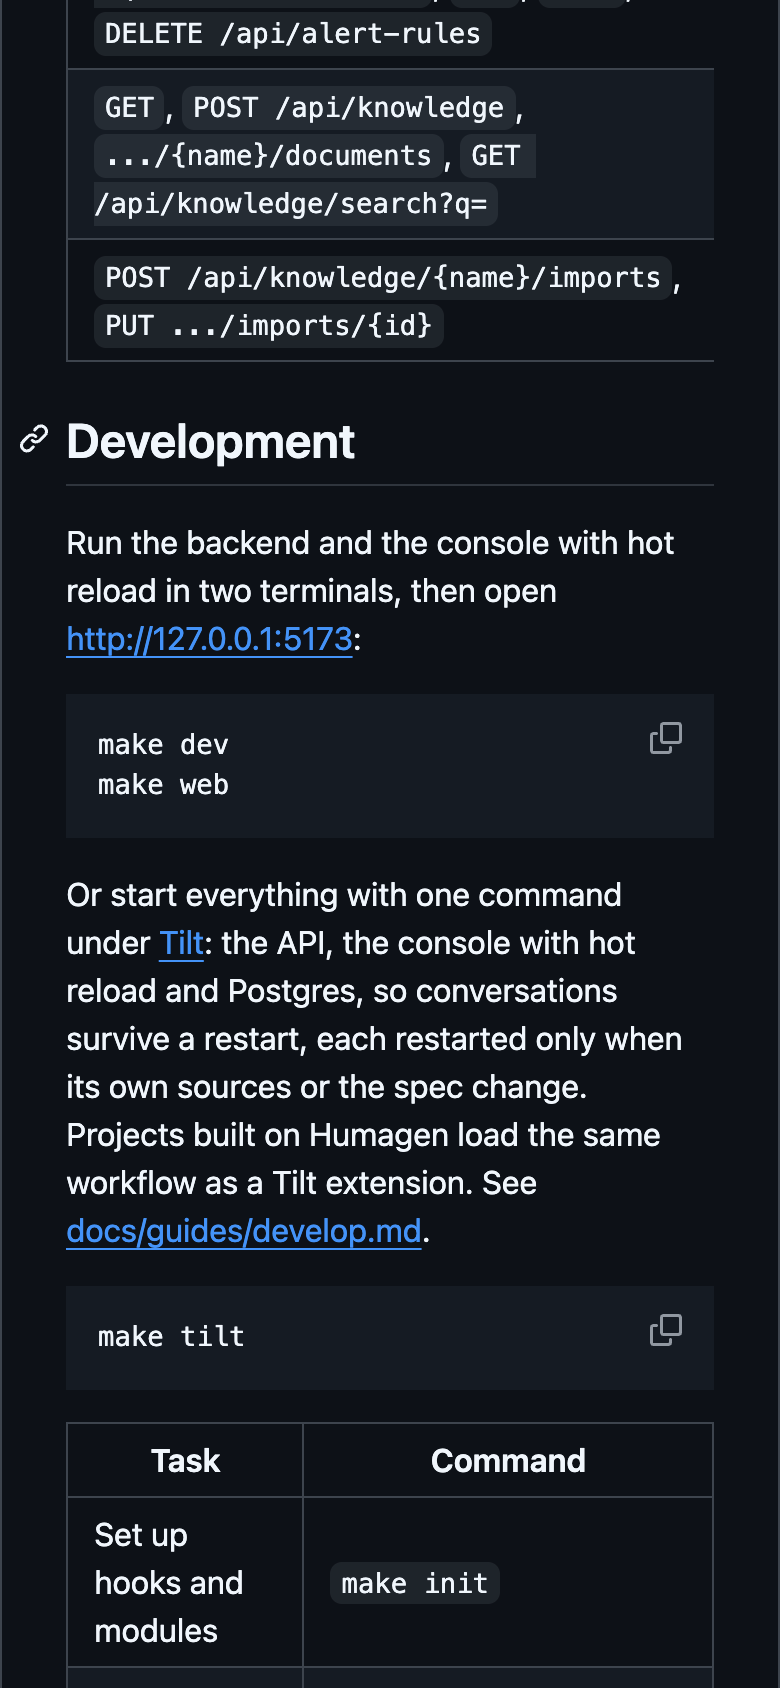 DELETE /api/alert-rules
GET, POST /api/knowledge,
.../{name}/documents, GET
/api/knowledge/search?q=
POST /api/knowledge/{name}/imports,
PUT .../imports/{id}
Development
Run the backend and the console with hot
reload in two terminals, then open
http://127.0.0.1:5173:
make dev
make web
Or start everything with one command
under Tilt: the API, the console with hot
reload and Postgres, so conversations
survive a restart, each restarted only when
its own sources or the spec change.
Projects built on Humagen load the same
workflow as a Tilt extension. See
docs/guides/develop.md.
make tilt
Task Command
Set up
hooks and
modules
make init